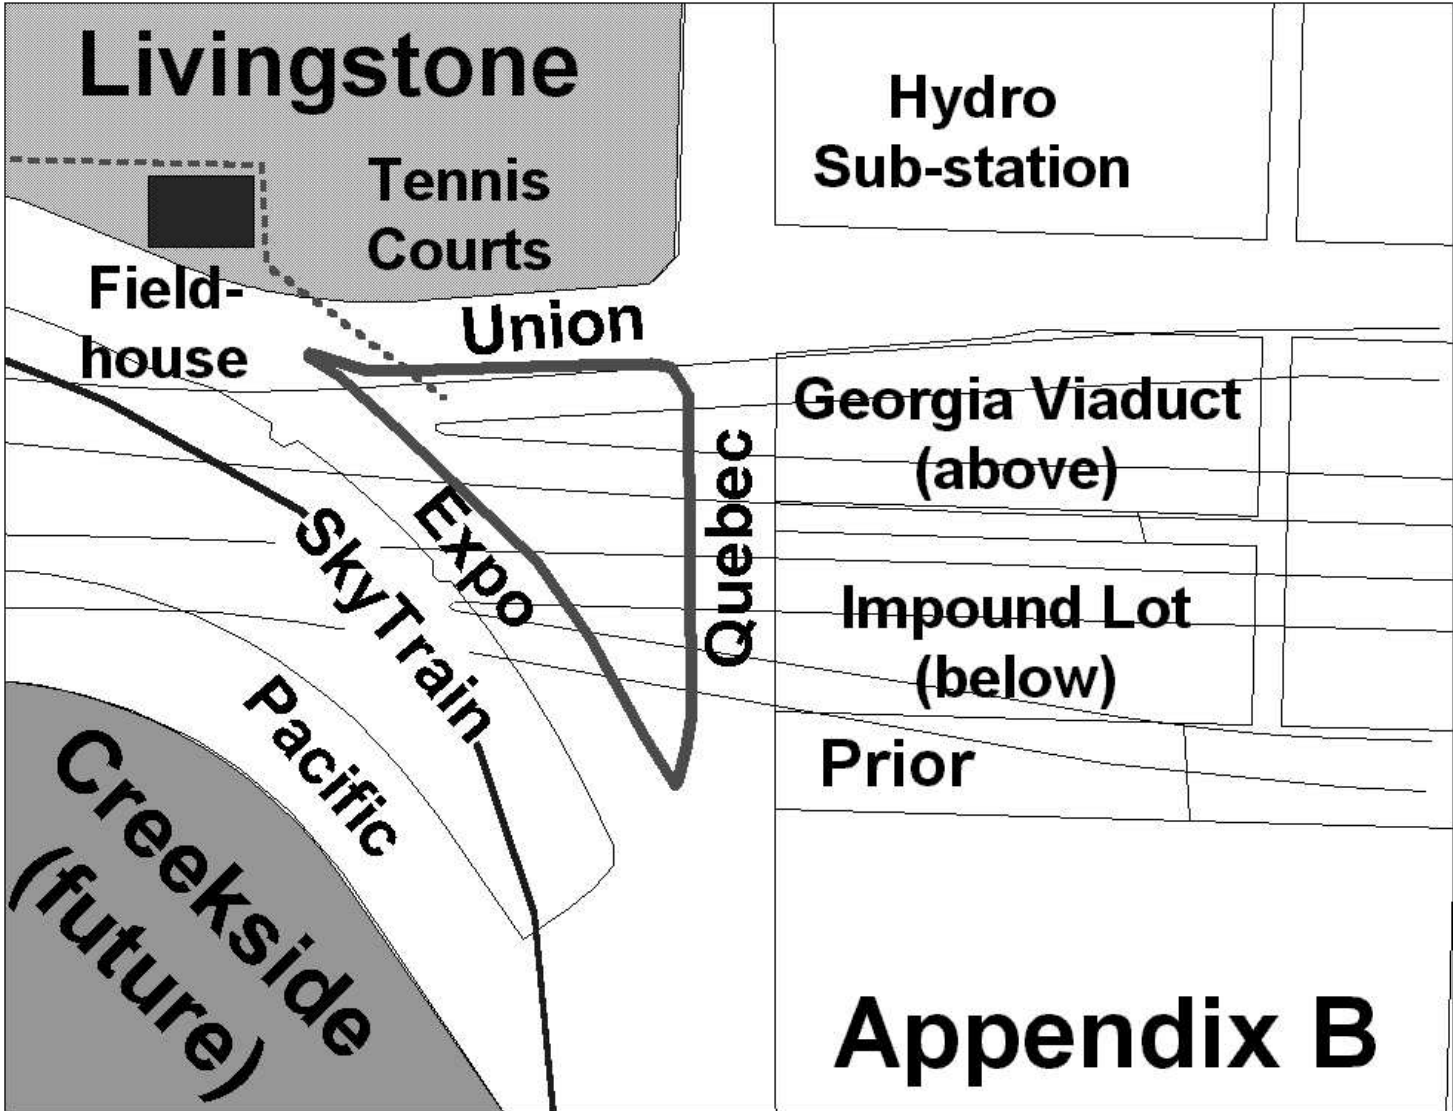 Livingstone
Hydro
Sub-station
Tennis
Courts
Field-
house
Union
Georgia Viaduct
(above)
Expo
Quebec
SkyTrain
Impound Lot
(below)
Pacific
Prior
Creekside
(future)
Appendix B